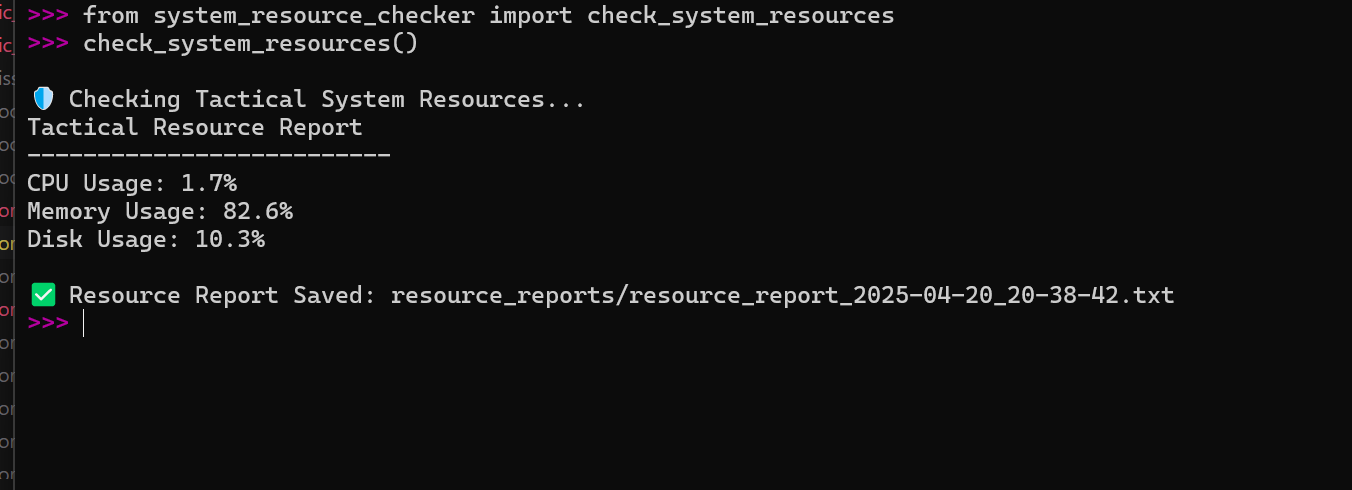 >>> from system_resource_checker import check_system_resources
>>> check_system_resources()
🛡️ Checking Tactical System Resources...
Tactical Resource Report
--------------------------
CPU Usage: 1.7%
Memory Usage: 82.6%
Disk Usage: 10.3%
✅ Resource Report Saved: resource_reports/resource_report_2025-04-20_20-38-42.txt
>>>